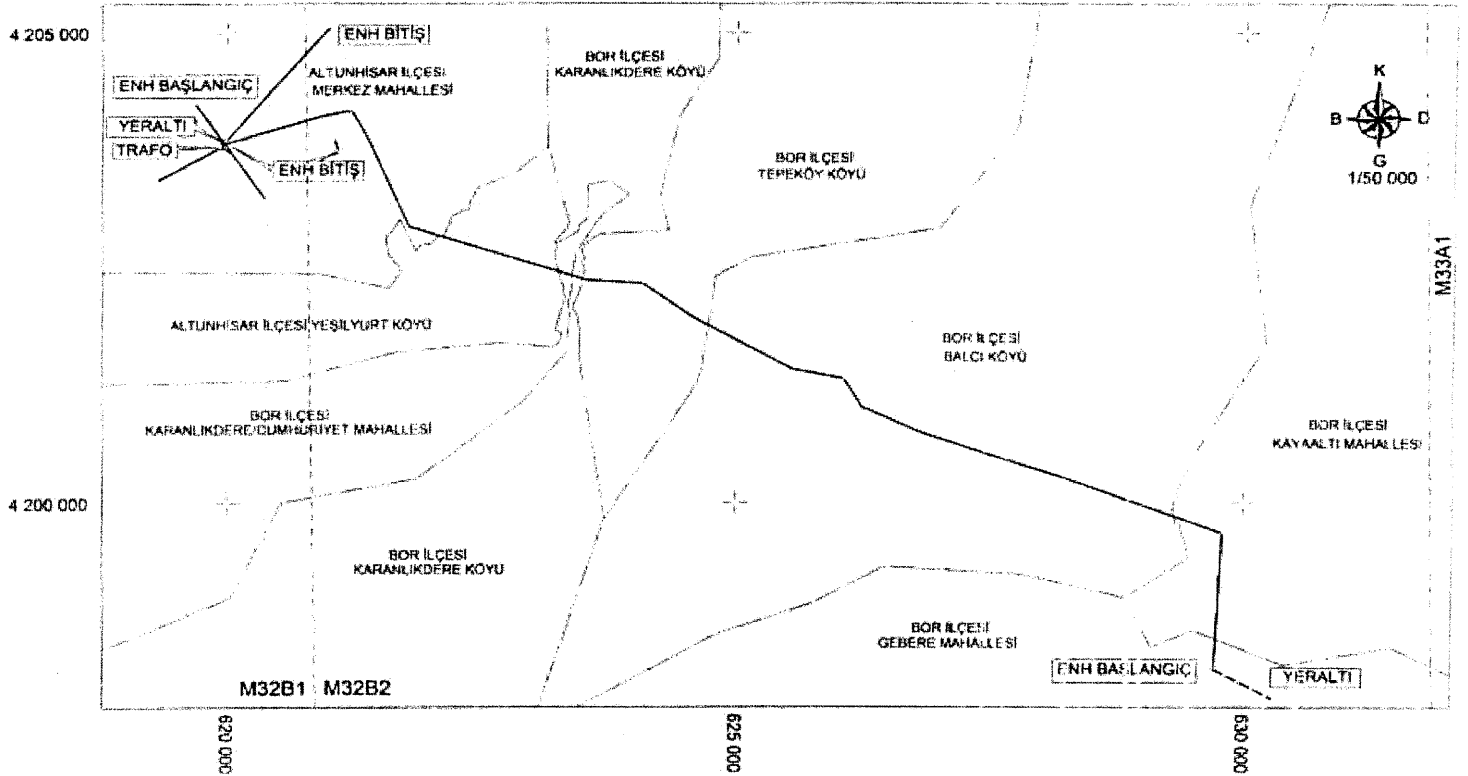 4 205 000
ENH BİTİŞ
ALTUNHİSAR İLÇESİ
MERKEZ MAHALLESİ
BOR İLÇESİ
KARANLIKDERE KÖYÜ
ENH BAŞLANGIÇ
YERALTI
TRAFO
ENH BİTİŞ
BOR İLÇESİ
TEPEKÖY KÖYÜ
K
B
D
G
1/50 000
M33A1
ALTUNHİSAR İLÇESİ YEŞİLYURT KÖYÜ
BOR İLÇESİ
BALCI KÖYÜ
BOR İLÇESİ
KARANLIKDERE/CUMHURİYET MAHALLESİ
BOR İLÇESİ
KAYAALTI MAHALLESİ
4 200 000
BOR İLÇESİ
KARANLIKDERE KÖYÜ
BOR İLÇESİ
GEBERE MAHALLESİ
ENH BAŞLANGIÇ
YERALTI
M32B1
M32B2
620 000
625 000
630 000